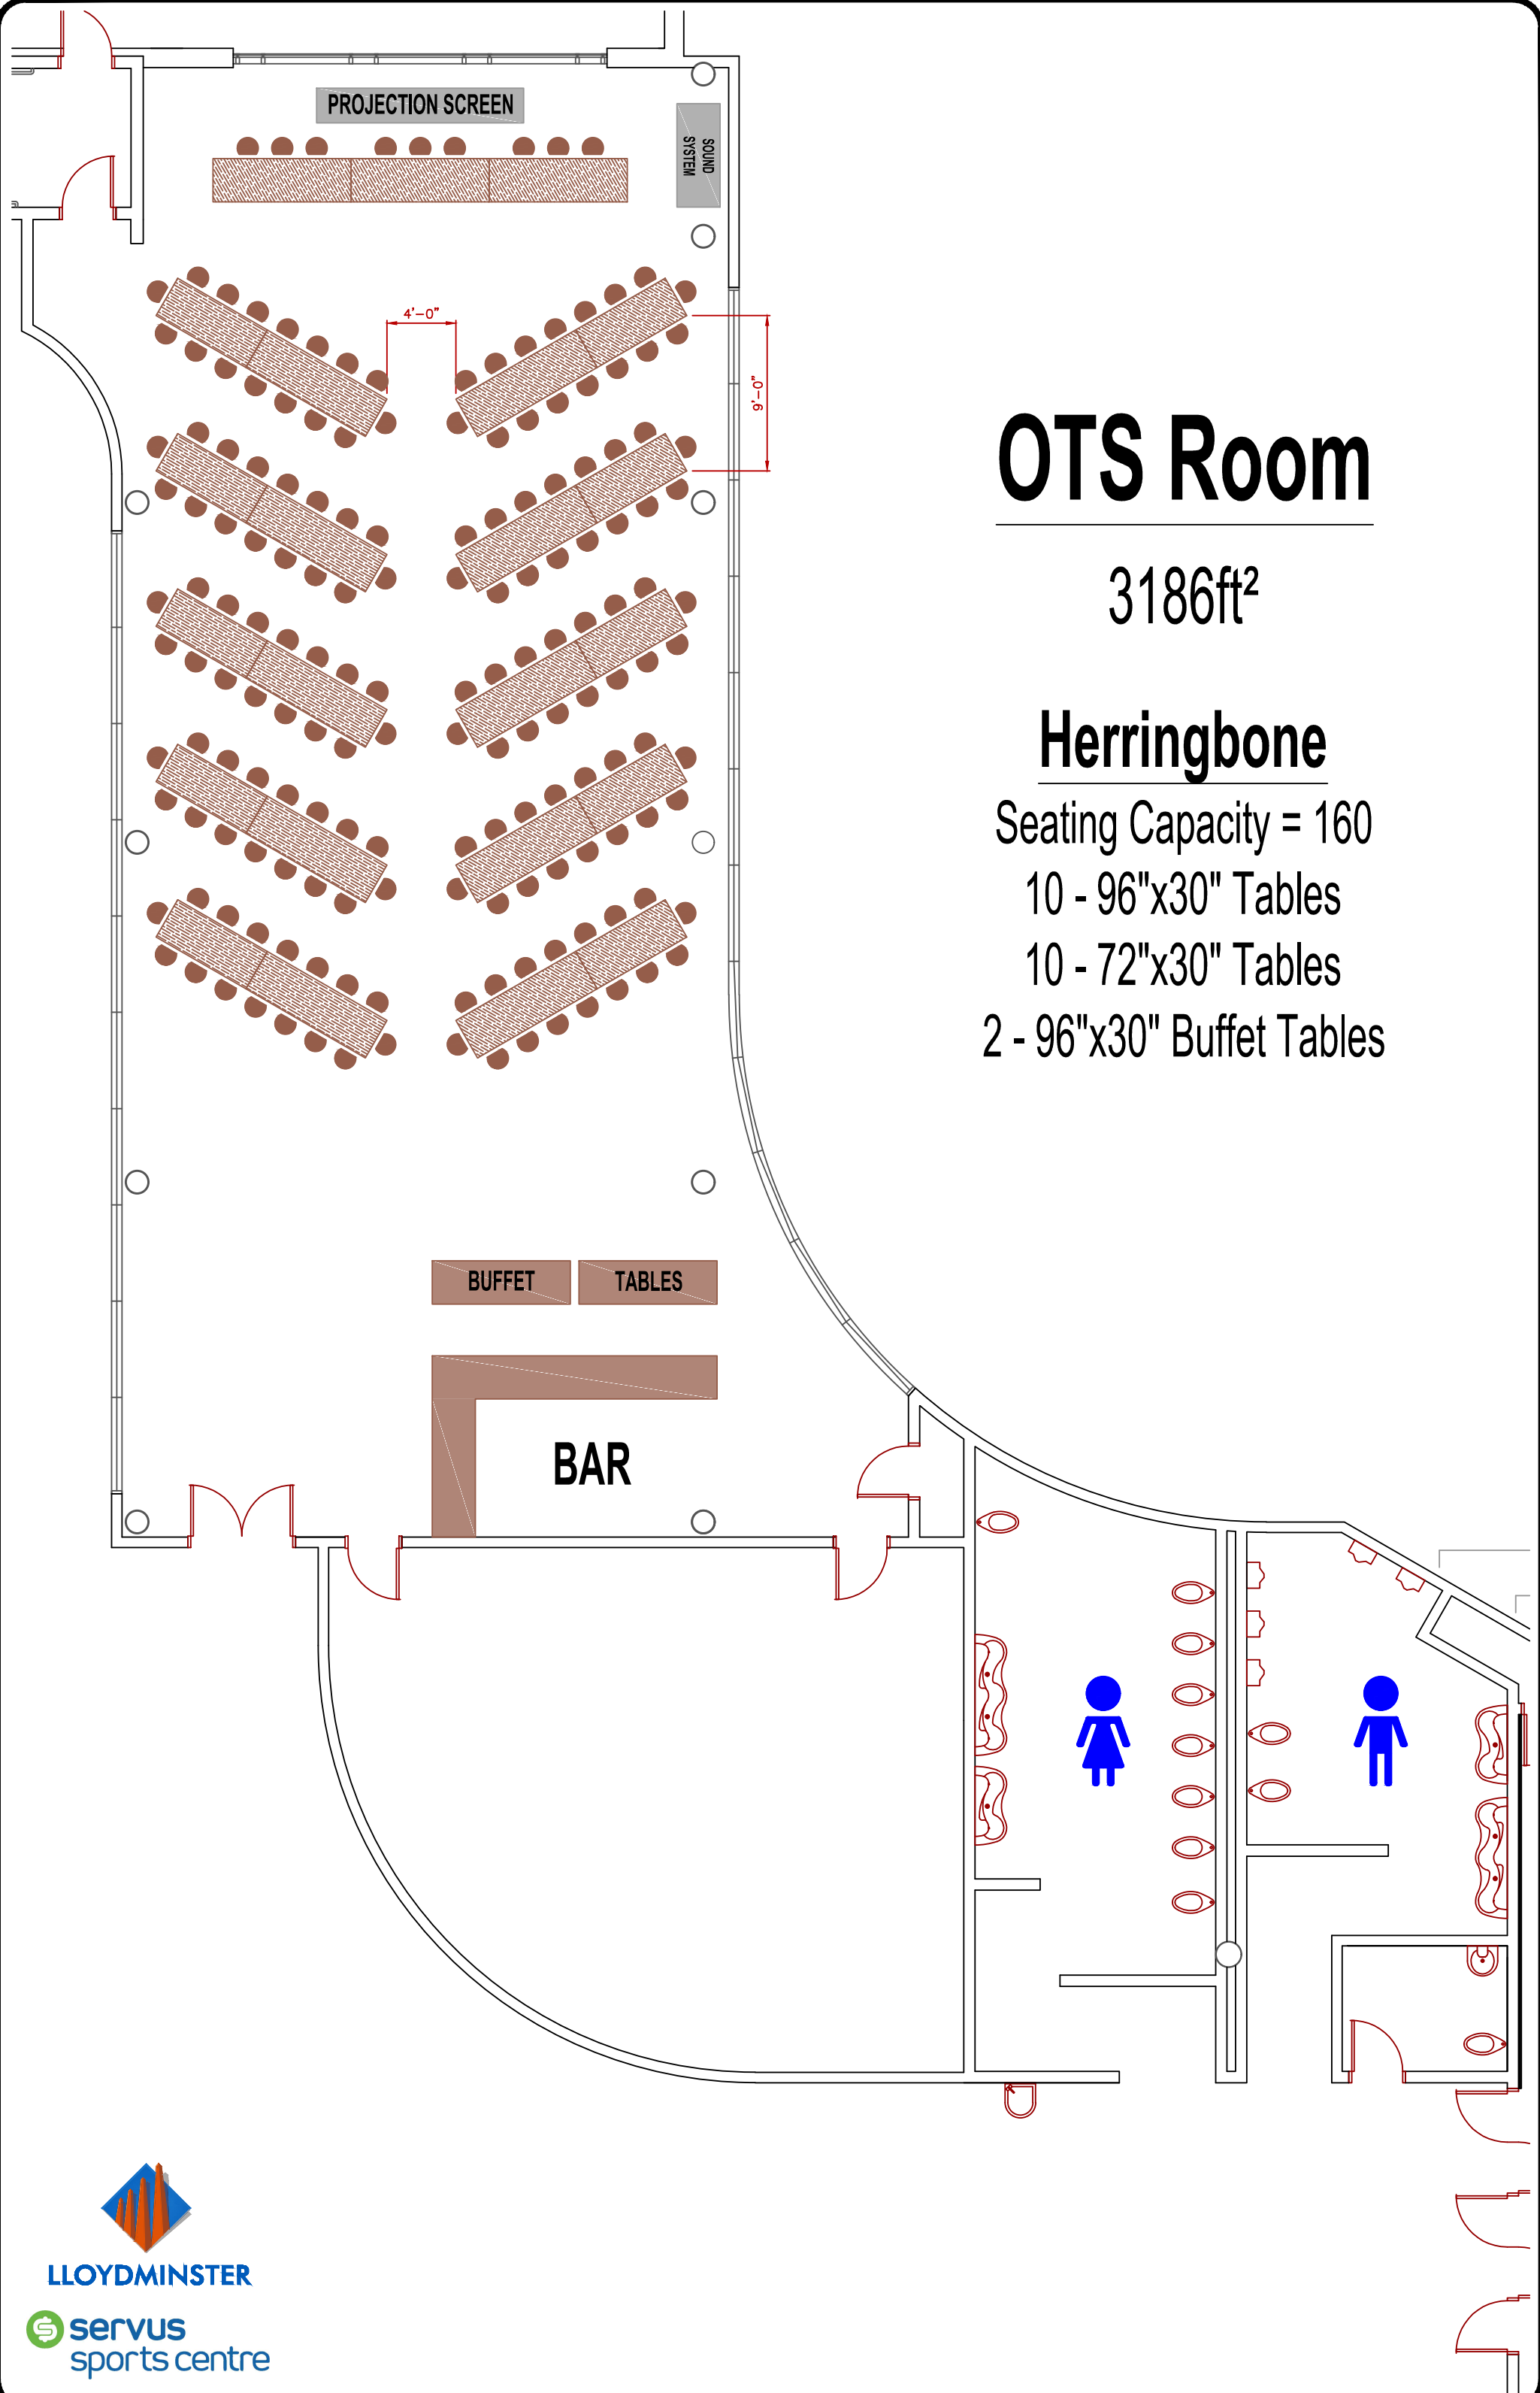 PROJECTION SCREEN
SOUND
SYSTEM
4'-0"
9'-0"
OTS Room
3186ft²
Herringbone
Seating Capacity = 160
10 - 96"x30" Tables
10 - 72"x30" Tables
2 - 96"x30" Buffet Tables
BUFFET
TABLES
BAR
LLOYDMINSTER
servus
sports centre